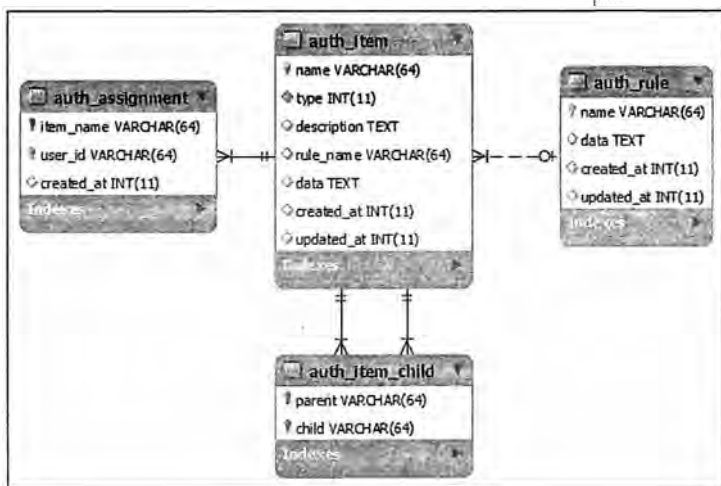 auth_item
name VARCHAR(64)
type INT(11)
description TEXT
rule_name VARCHAR(64)
data TEXT
created_at INT(11)
updated_at INT(11)
Indexes
auth_assignment
item_name VARCHAR(64)
user_id VARCHAR(64)
created_at INT(11)
Indexes
auth_rule
name VARCHAR(64)
data TEXT
created_at INT(11)
updated_at INT(11)
Indexes
auth_item_child
parent VARCHAR(64)
child VARCHAR(64)
Indexes